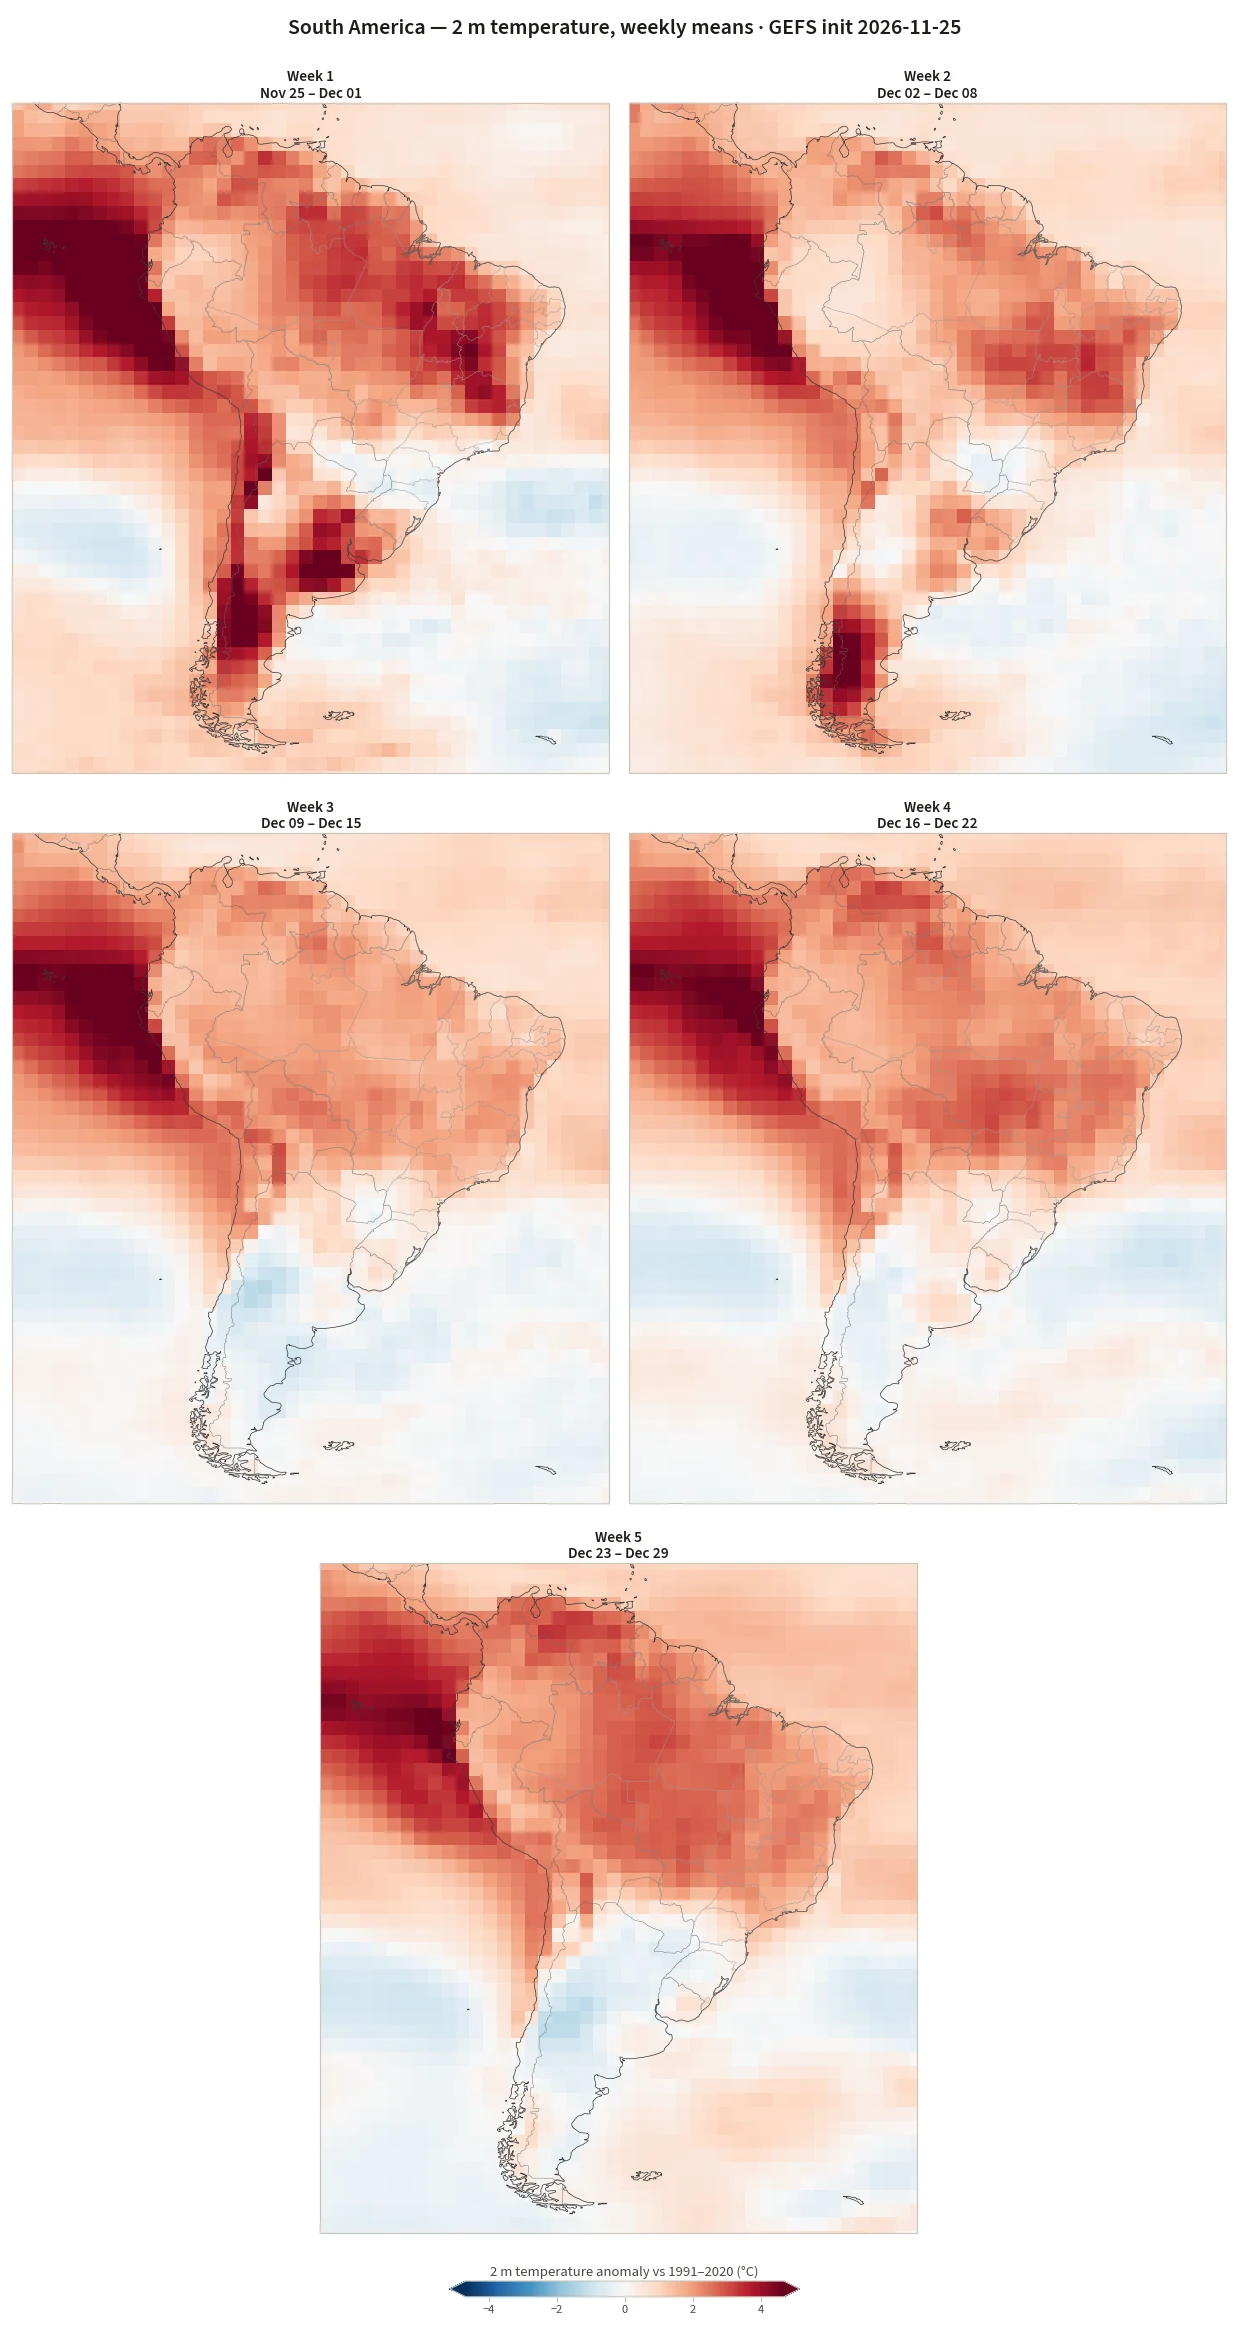 South America — 2 m temperature, weekly means · GEFS init 2026-11-25
Week 1
Nov 25 – Dec 01
Week 2
Dec 02 – Dec 08
Week 3
Dec 09 – Dec 15
Week 4
Dec 16 – Dec 22
Week 5
Dec 23 – Dec 29
2 m temperature anomaly vs 1991–2020 (°C)
−4 −2 0 2 4